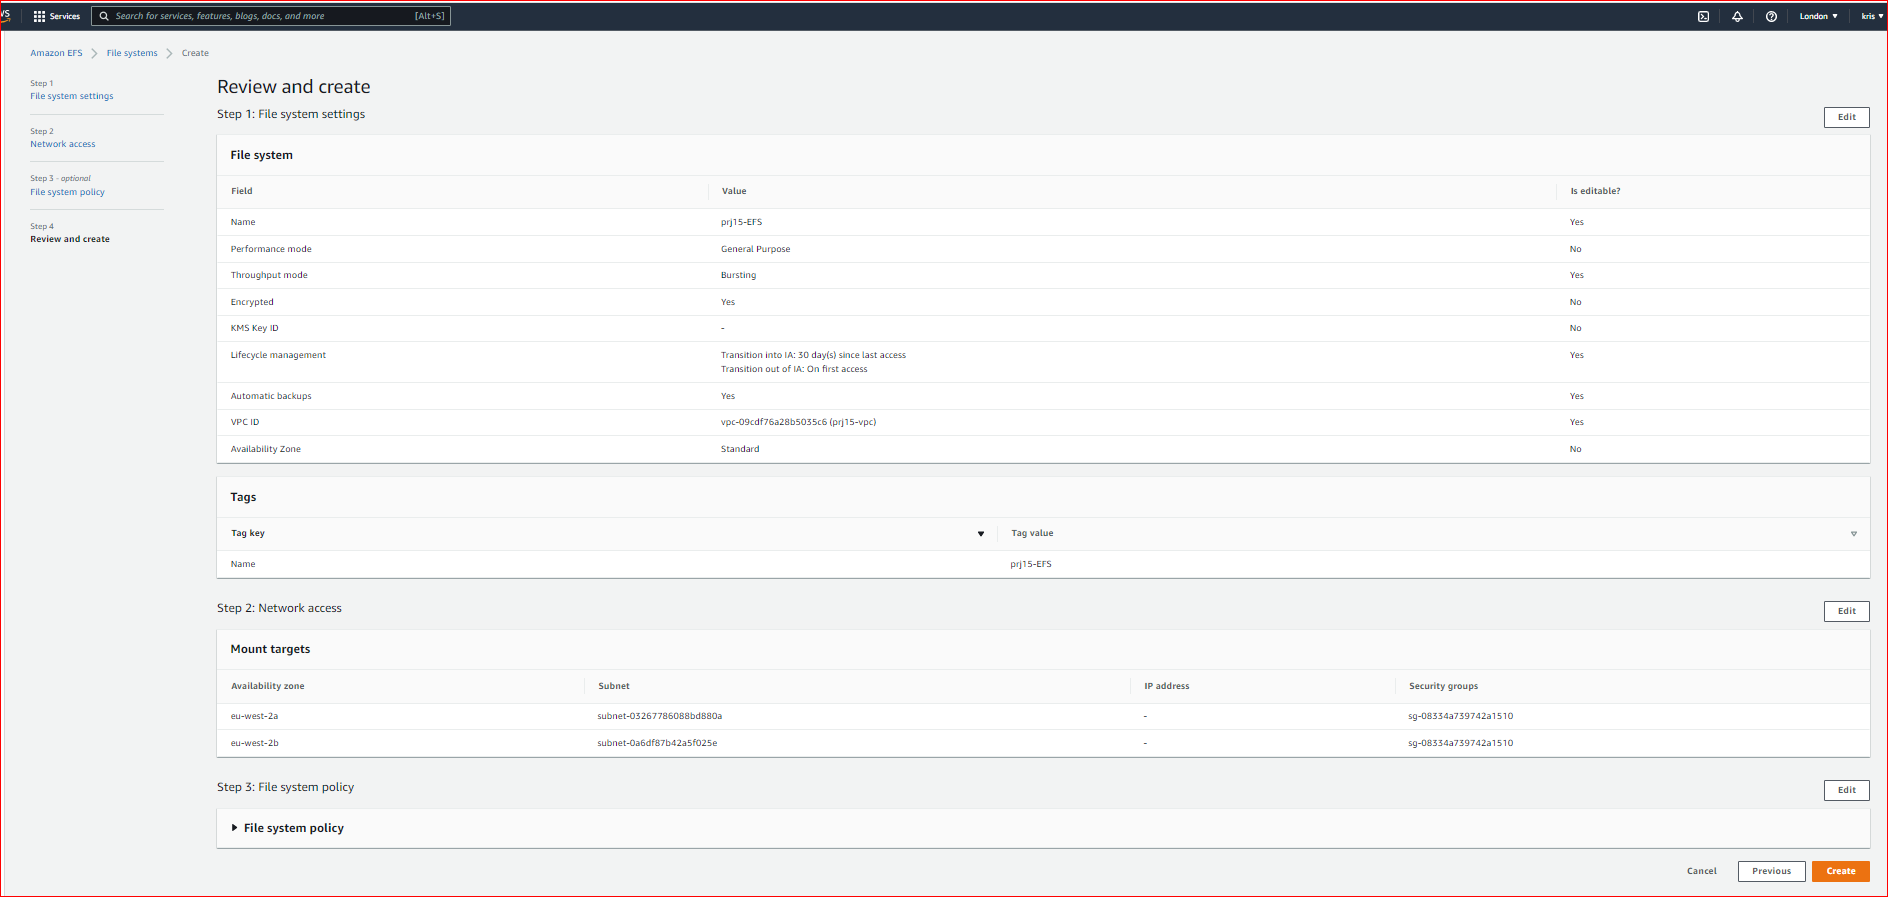 Services
Search for services, features, blogs, docs, and more
[Alt+S]
London ▼
kris ▼
Amazon EFS > File systems > Create
Step 1
File system settings
Step 2
Network access
Step 3 - optional
File system policy
Step 4
Review and create
Review and create
Step 1: File system settings
Edit
File system
Field Value Is editable?
Name prj15-EFS Yes
Performance mode General Purpose No
Throughput mode Bursting Yes
Encrypted Yes No
KMS Key ID - No
Lifecycle management Transition into IA: 30 day(s) since last access Yes
Transition out of IA: On first access
Automatic backups Yes Yes
VPC ID vpc-09cdf76a28b5035c6 (prj15-vpc) Yes
Availability Zone Standard No
Tags
Tag key Tag value
Name prj15-EFS
Step 2: Network access
Edit
Mount targets
Availability zone Subnet IP address Security groups
eu-west-2a subnet-03267786088bd880a - sg-08334a739742a1510
eu-west-2b subnet-0a6df87b42a5f025e - sg-08334a739742a1510
Step 3: File system policy
Edit
File system policy
Cancel Previous Create